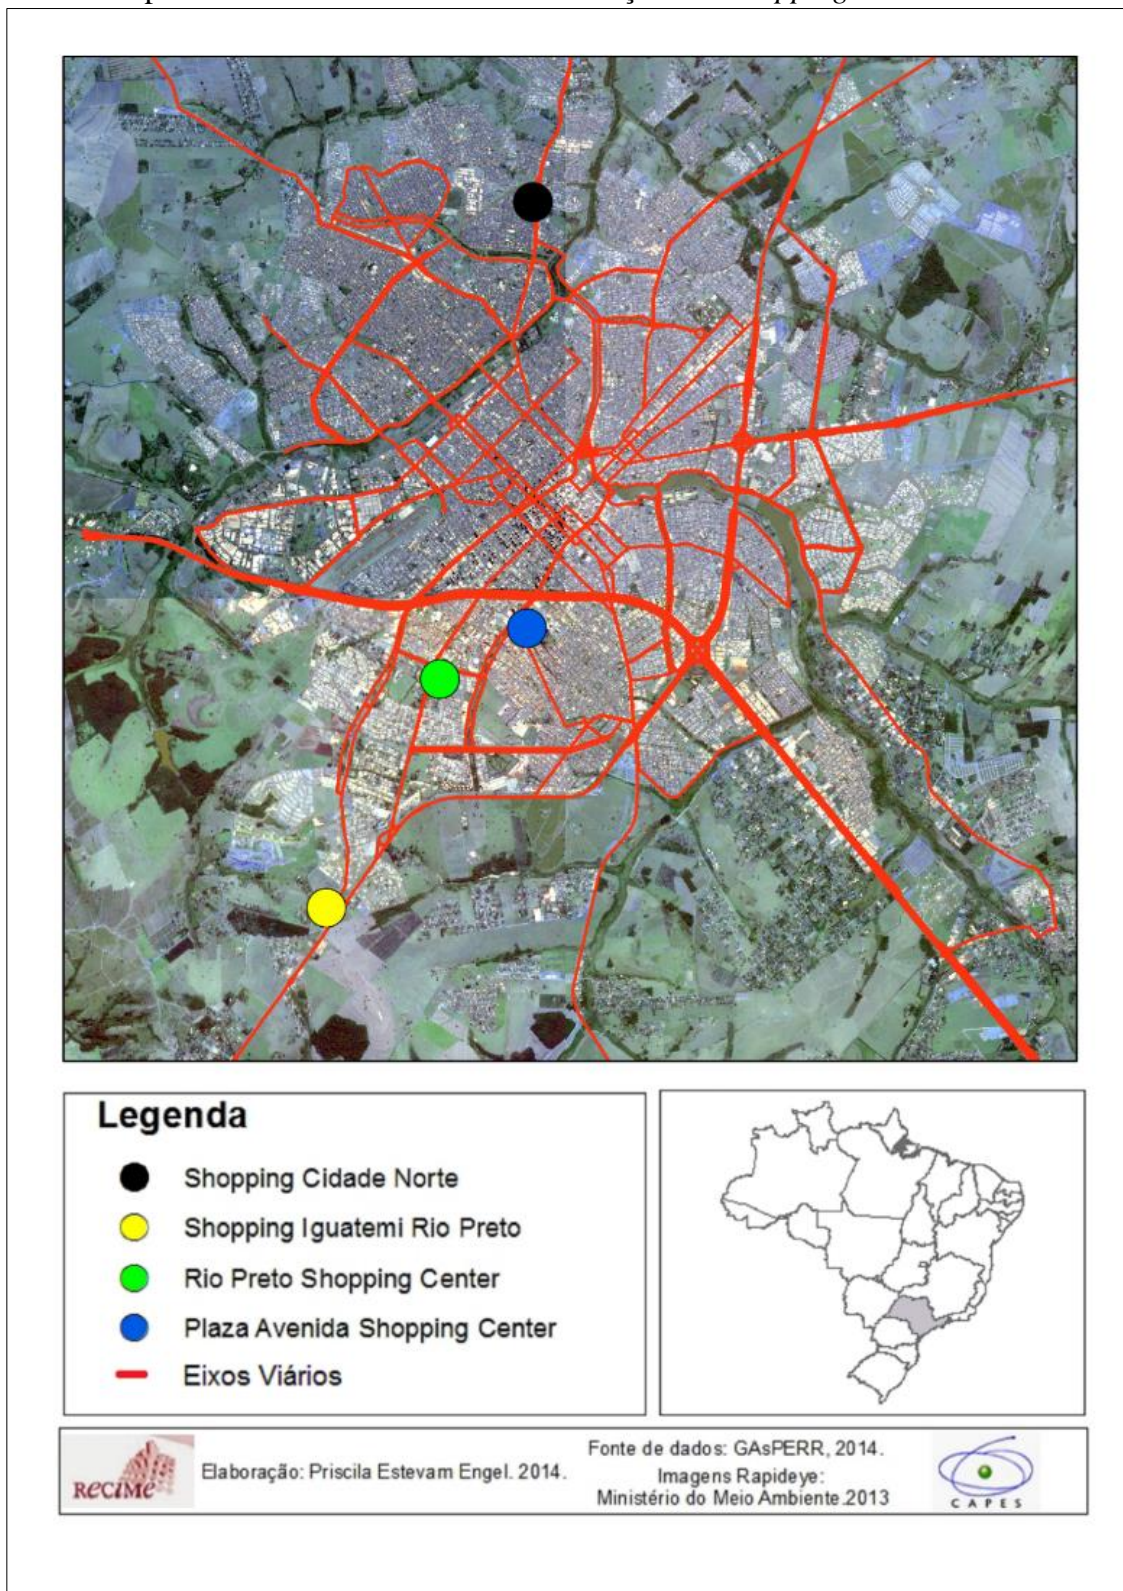 Legenda
Shopping Cidade Norte
Shopping Iguatemi Rio Preto
Rio Preto Shopping Center
Plaza Avenida Shopping Center
Eixos Viários
RECIME
Elaboração: Priscila Estevam Engel. 2014.
Fonte de dados: GAsPERR, 2014.
Imagens Rapideye:
Ministério do Meio Ambiente.2013
CAPES